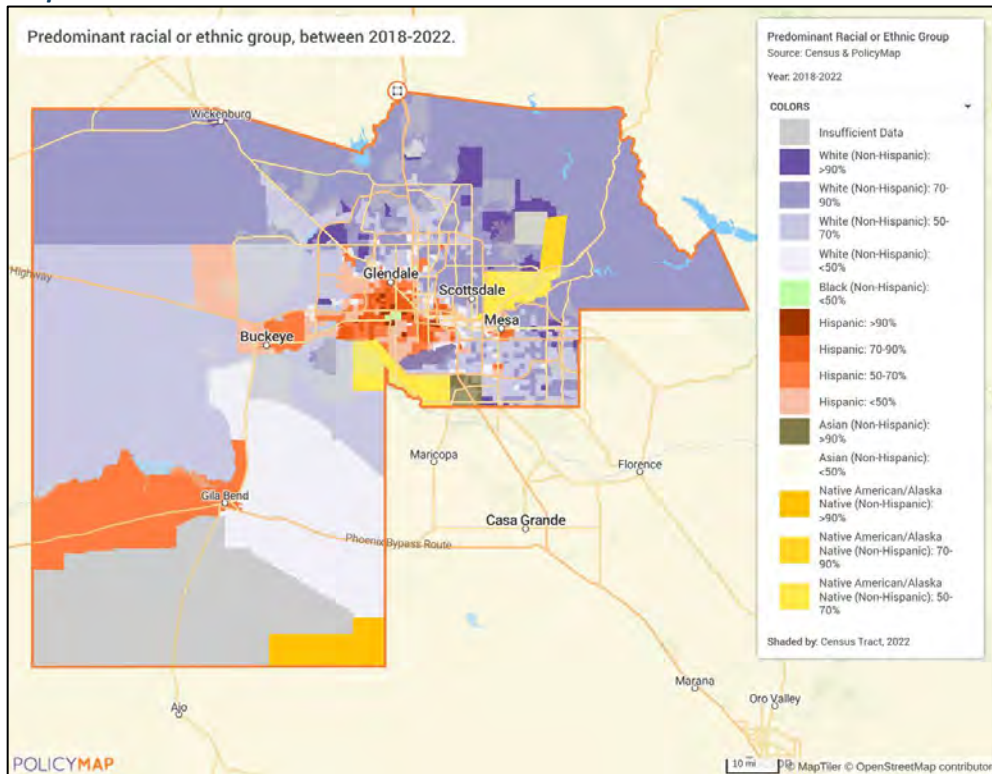 Predominant racial or ethnic group, between 2018-2022.
Predominant Racial or Ethnic Group
Source: Census & PolicyMap
Year: 2018-2022
COLORS
Insufficient Data
White (Non-Hispanic):
>90%
White (Non-Hispanic): 70-
90%
White (Non-Hispanic): 50-
70%
White (Non-Hispanic):
<50%
Black (Non-Hispanic):
<50%
Hispanic: >90%
Hispanic: 70-90%
Hispanic: 50-70%
Hispanic: <50%
Asian (Non-Hispanic):
>90%
Asian (Non-Hispanic):
<50%
Native American/Alaska
Native (Non-Hispanic):
>90%
Native American/Alaska
Native (Non-Hispanic): 70-
90%
Native American/Alaska
Native (Non-Hispanic): 50-
70%
Shaded by: Census Tract, 2022
Wickenburg
Highway
Glendale
Scottsdale
Mesa
Buckeye
Maricopa
Florence
Gila Bend
Casa Grande
Phoenix Bypass Route
Marana
Oro Valley
Ajo
POLICYMAP
10 mi
© MapTiler © OpenStreetMap contributor